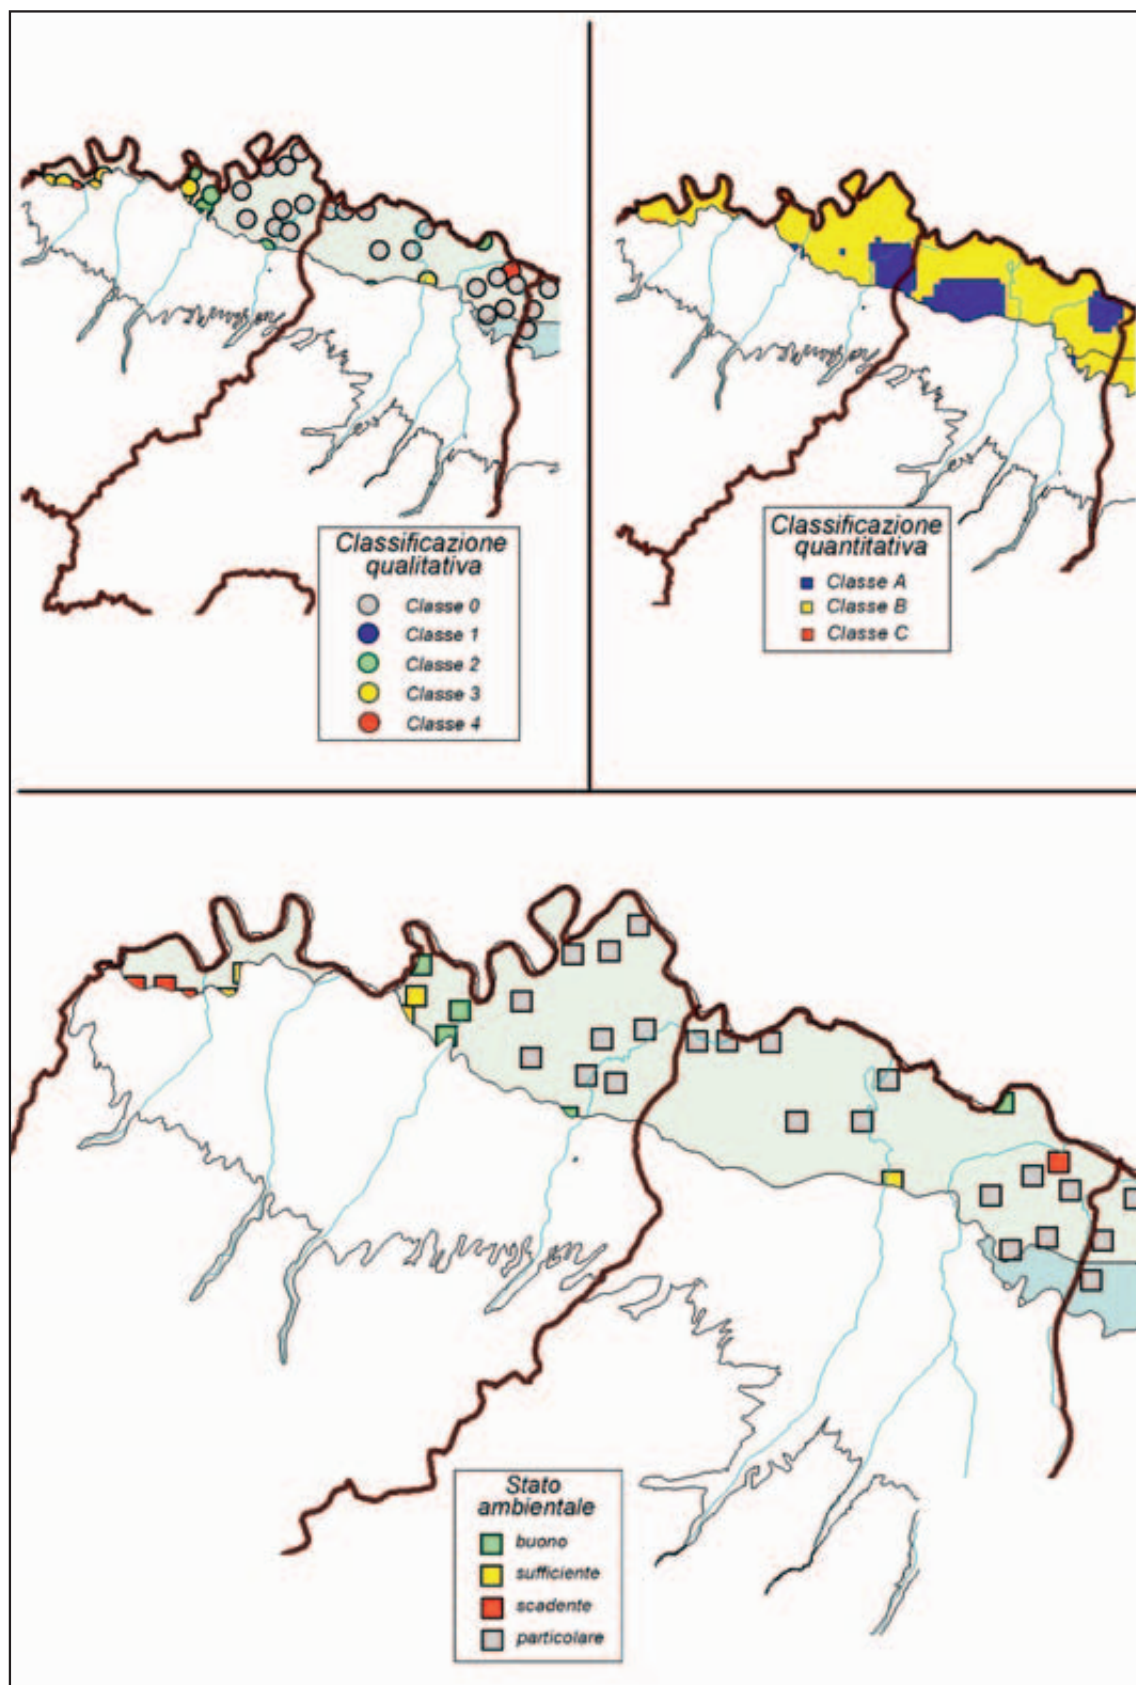 Classificazione
qualitativa
Classe 0
Classe 1
Classe 2
Classe 3
Classe 4
Classificazione
quantitativa
Classe A
Classe B
Classe C
Stato
ambientale
buono
sufficiente
scadente
particolare